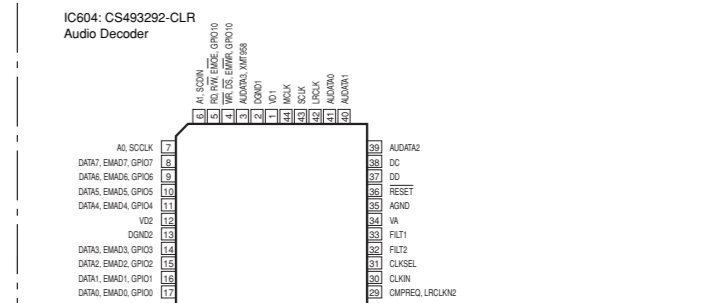 IC604: CS493292-CLR
Audio Decoder
A1, SCDIN
RD, R/W, EMOE, GPIO10
WR, DS, EMWR, GPIO10
AUDATA3, XMT958
DGND1
VD1
MCLK
SCLK
LRCLK
AUDATA0
AUDATA1
6 5 4 3 2 1 44 43 42 41 40
A0, SCCLK 7
DATA7, EMAD7, GPIO7 8
DATA6, EMAD6, GPIO6 9
DATA5, EMAD5, GPIO5 10
DATA4, EMAD4, GPIO4 11
VD2 12
DGND2 13
DATA3, EMAD3, GPIO3 14
DATA2, EMAD2, GPIO2 15
DATA1, EMAD1, GPIO1 16
DATA0, EMAD0, GPIO0 17
39 AUDATA2
38 DC
37 DD
36 RESET
35 AGND
34 VA
33 FILT1
32 FILT2
31 CLKSEL
30 CLKIN
29 CMPREQ, LRCLKN2